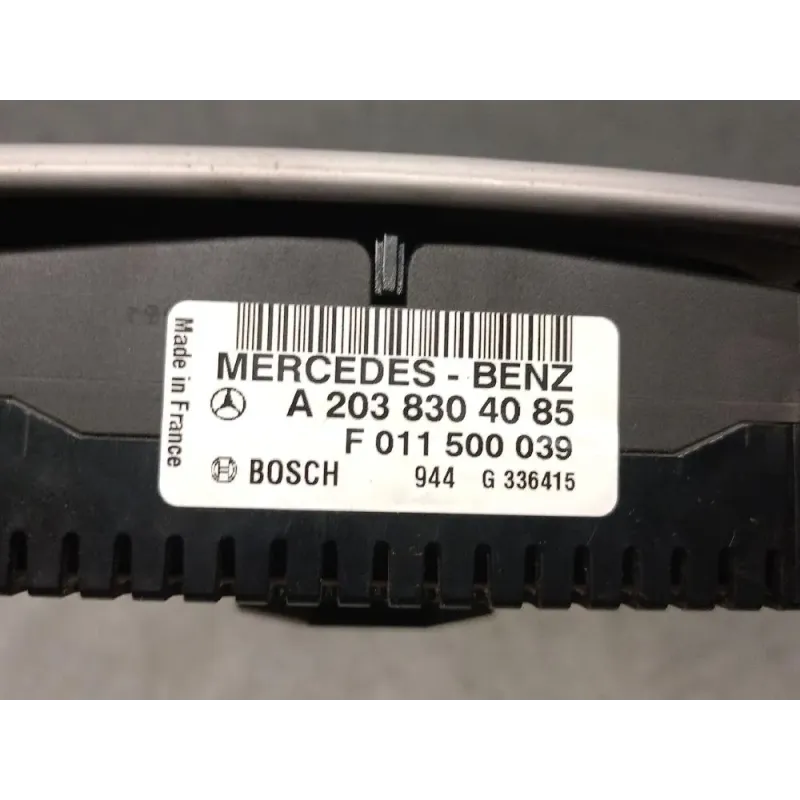 MERCEDES - BENZ
A 203 830 40 85
F 011 500 039
BOSCH 944 G 336415
Made in France